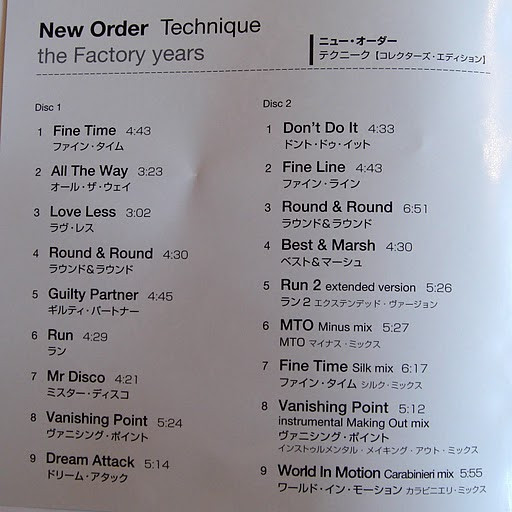 New Order Technique
the Factory years
ニュー・オーダー
テクニーク【コレクターズ・エディション】
Disc 1
1 Fine Time 4:43
ファイン・タイム
2 All The Way 3:23
オール・ザ・ウェイ
3 Love Less 3:02
ラヴ・レス
4 Round & Round 4:30
ラウンド&ラウンド
5 Guilty Partner 4:45
ギルティ・パートナー
6 Run 4:29
ラン
7 Mr Disco 4:21
ミスター・ディスコ
8 Vanishing Point 5:24
ヴァニシング・ポイント
9 Dream Attack 5:14
ドリーム・アタック
Disc 2
1 Don't Do It 4:33
ドント・ドゥ・イット
2 Fine Line 4:43
ファイン・ライン
3 Round & Round 6:51
ラウンド&ラウンド
4 Best & Marsh 4:30
ベスト&マーシュ
5 Run 2 extended version 5:26
ラン2 エクステンデッド・ヴァージョン
6 MTO Minus mix 5:27
MTO マイナス・ミックス
7 Fine Time Silk mix 6:17
ファイン・タイム シルク・ミックス
8 Vanishing Point 5:12
instrumental Making Out mix
ヴァニシング・ポイント
インストゥルメンタル・メイキング・アウト・ミックス
9 World In Motion Carabinieri mix 5:55
ワールド・イン・モーション カラビニエリ・ミックス